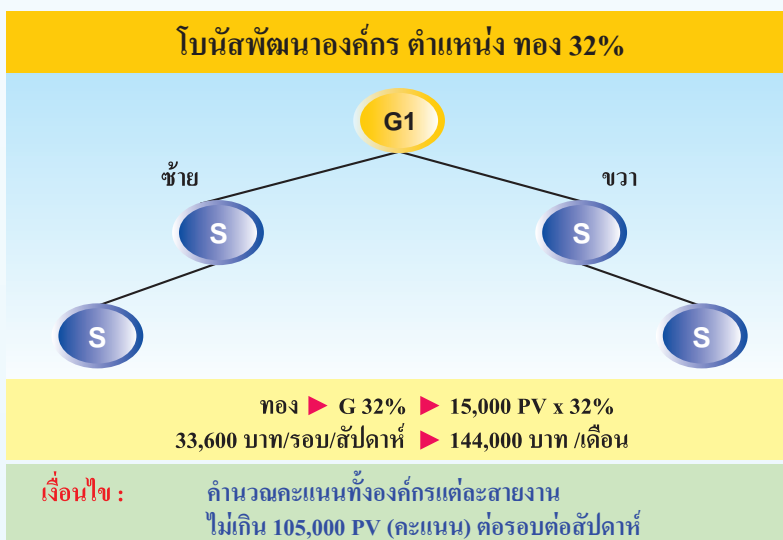 โบนัสพัฒนาองค์กร ตำแหน่ง ทอง 32%
G1
ซ้าย
ขวา
S
S
S
S
ทอง ► G 32% ► 15,000 PV x 32%
33,600 บาท/รอบ/สัปดาห์ ► 144,000 บาท /เดือน
เงื่อนไข : คำนวณคะแนนทั้งองค์กรแต่ละสายงาน
ไม่เกิน 105,000 PV (คะแนน) ต่อรอบต่อสัปดาห์